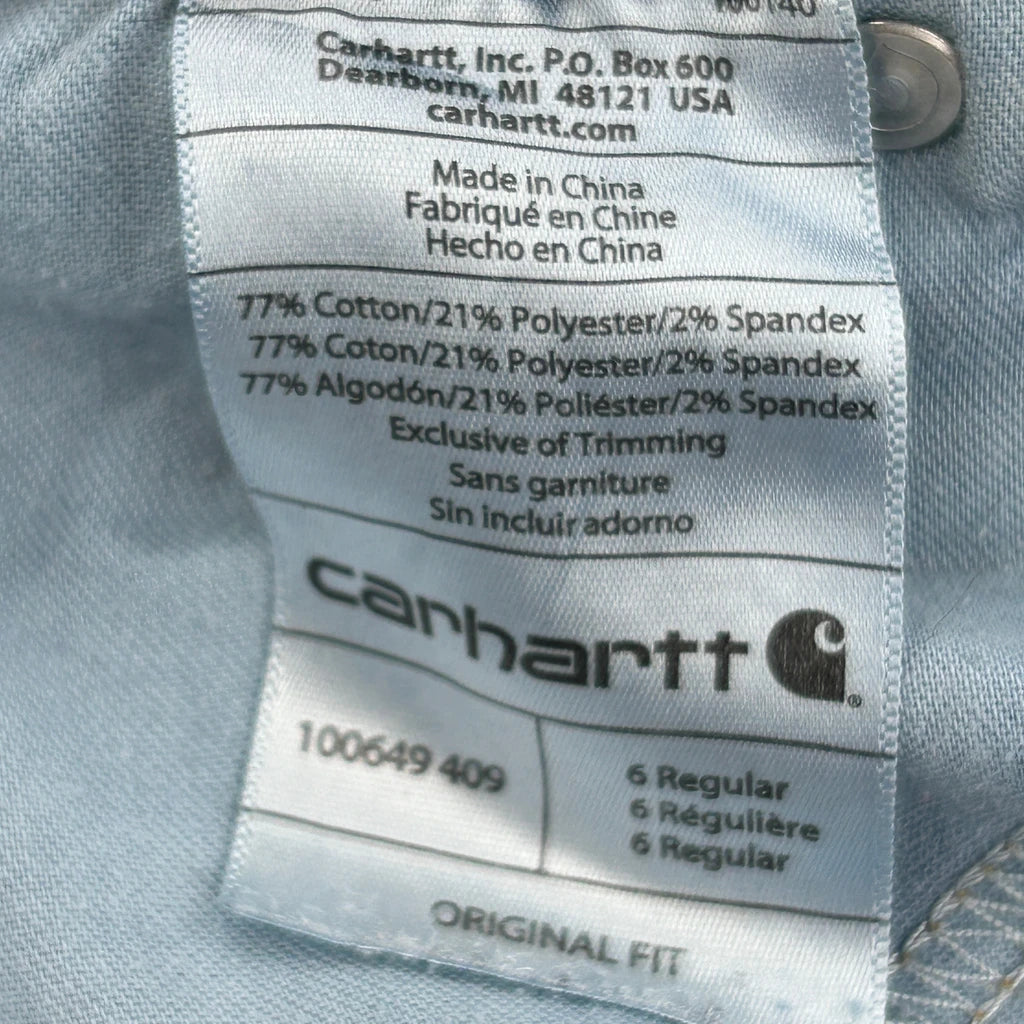 Carhartt, Inc. P.O. Box 600
Dearborn, MI 48121 USA
carhartt.com
Made in China
Fabriqué en Chine
Hecho en China
77% Cotton/21% Polyester/2% Spandex
77% Coton/21% Polyester/2% Spandex
77% Algodón/21% Poliéster/2% Spandex
Exclusive of Trimming
Sans garniture
Sin incluir adorno
carhartt ®
100649 409
6 Regular
6 Régulière
6 Regular
ORIGINAL FIT